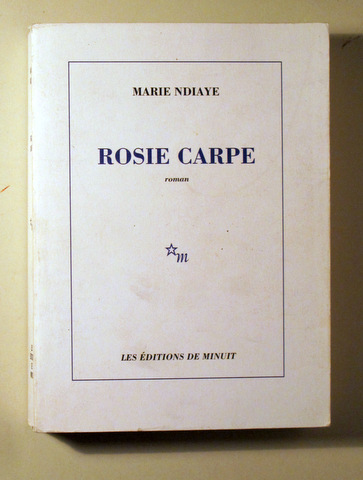 MARIE NDIAYE
ROSIE CARPE
roman
m
LES ÉDITIONS DE MINUIT